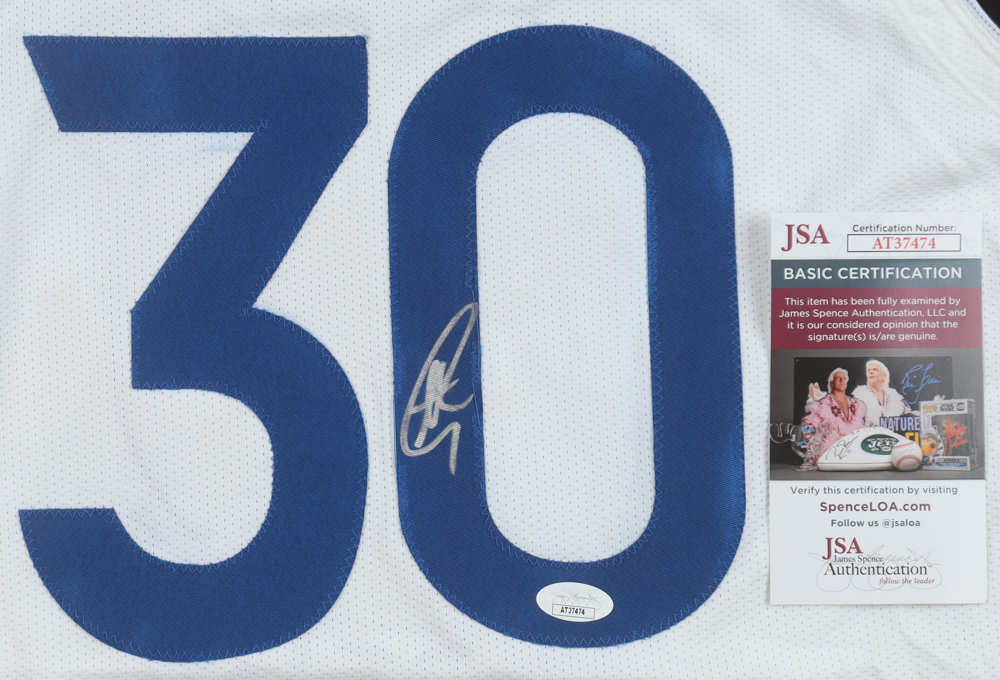 30
AT37474
JSA
Certification Number:
AT37474
BASIC CERTIFICATION
This item has been fully examined by
James Spence Authentication, LLC and
it is our considered opinion that the
signature(s) is/are genuine.
NATURE
JETS
Verify this certification by visiting
SpenceLOA.com
Follow us @jsaloa
JSA
James Spence
Authentication
follow the leader